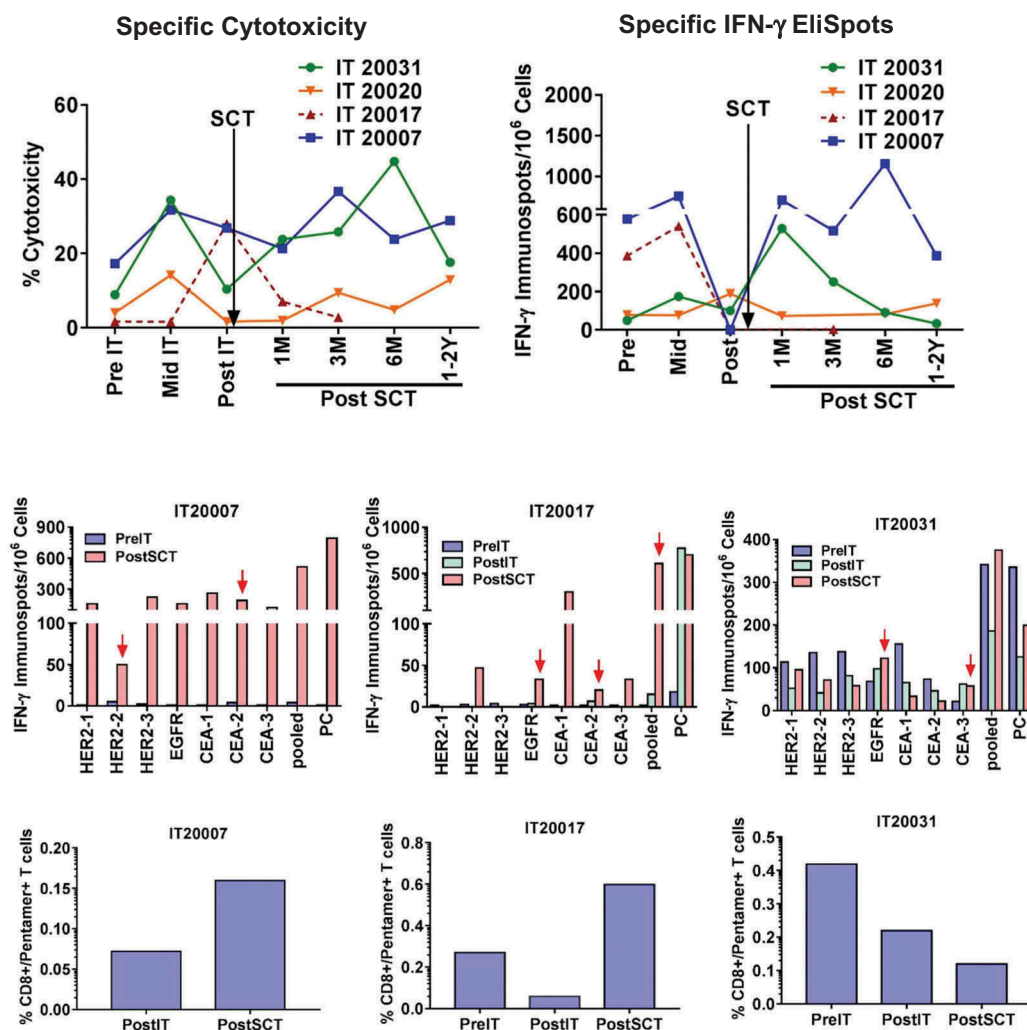 Specific Cytotoxicity
IT 20031
IT 20020
IT 20017
IT 20007
SCT
% Cytotoxicity
60
40
20
0
Pre IT
Mid IT
Post IT
1M
3M
6M
1-2Y
Post SCT
Specific IFN-γ EliSpots
IT 20031
IT 20020
IT 20017
IT 20007
SCT
IFN-γ Immunospots/10⁶ Cells
2000
1500
1000
600
400
200
0
Pre
Mid
Post
1M
3M
6M
1-2Y
Post SCT
IT20007
PreIT
PostSCT
IFN-γ Immunospots/10⁶ Cells
900
600
300
100
50
0
HER2-1
HER2-2
HER2-3
EGFR
CEA-1
CEA-2
CEA-3
pooled
PC
IT20017
PreIT
PostIT
PostSCT
IFN-γ Immunospots/10⁶ Cells
1000
500
100
50
0
HER2-1
HER2-2
HER2-3
EGFR
CEA-1
CEA-2
CEA-3
pooled
PC
IT20031
PreIT
PostIT
PostSCT
IFN-γ Immunospots/10⁶ Cells
400
300
200
100
0
HER2-1
HER2-2
HER2-3
EGFR
CEA-1
CEA-2
CEA-3
pooled
PC
IT20007
% CD8+/Pentamer+ T cells
0.20
0.15
0.10
0.05
0.00
PostIT
PostSCT
IT20017
% CD8+/Pentamer+ T cells
0.8
0.6
0.4
0.2
0.0
PreIT
PostIT
PostSCT
IT20031
% CD8+/Pentamer+ T cells
0.5
0.4
0.3
0.2
0.1
0.0
PreIT
PostIT
PostSCT